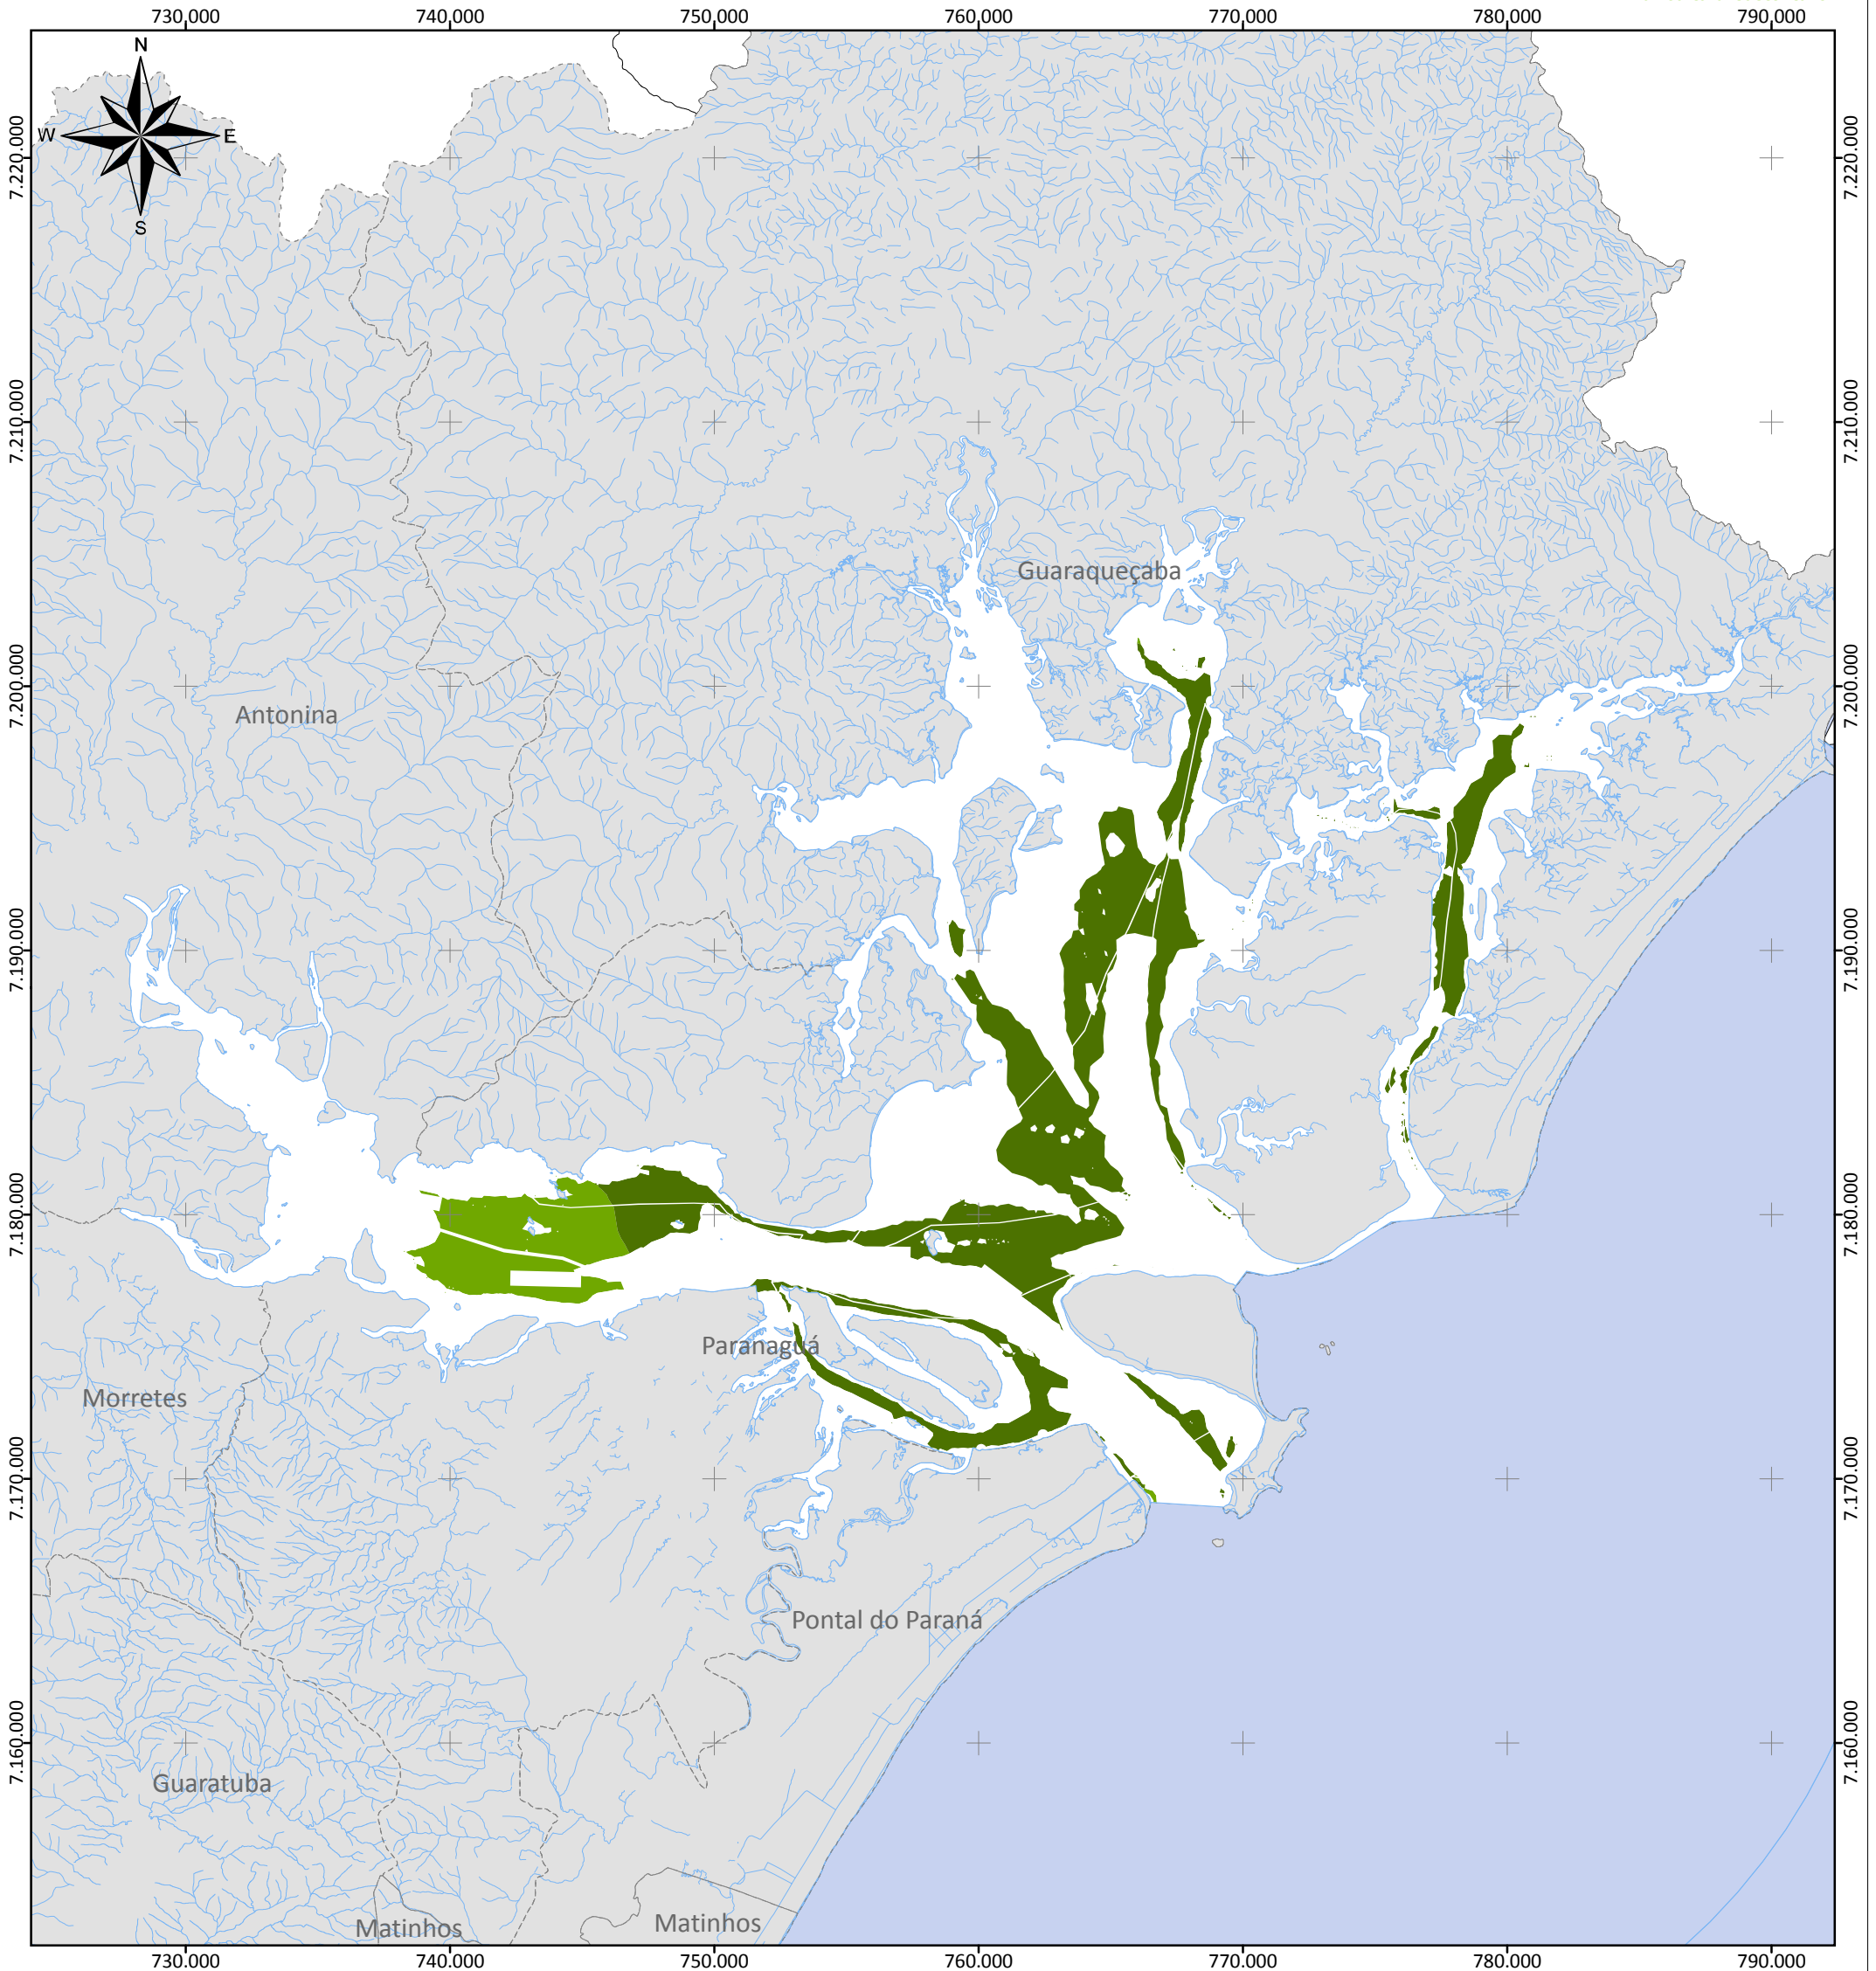 730.000 740.000 750.000 760.000 770.000 780.000 790.000
N
W E
S
7.220.000 7.220.000
7.210.000 7.210.000
Guaraqueçaba
7.200.000 7.200.000
Antonina
7.190.000 7.190.000
7.180.000 7.180.000
Paranaguá
Morretes
7.170.000 7.170.000
Pontal do Paraná
7.160.000 7.160.000
Guaratuba
Matinhos Matinhos
730.000 740.000 750.000 760.000 770.000 780.000 790.000